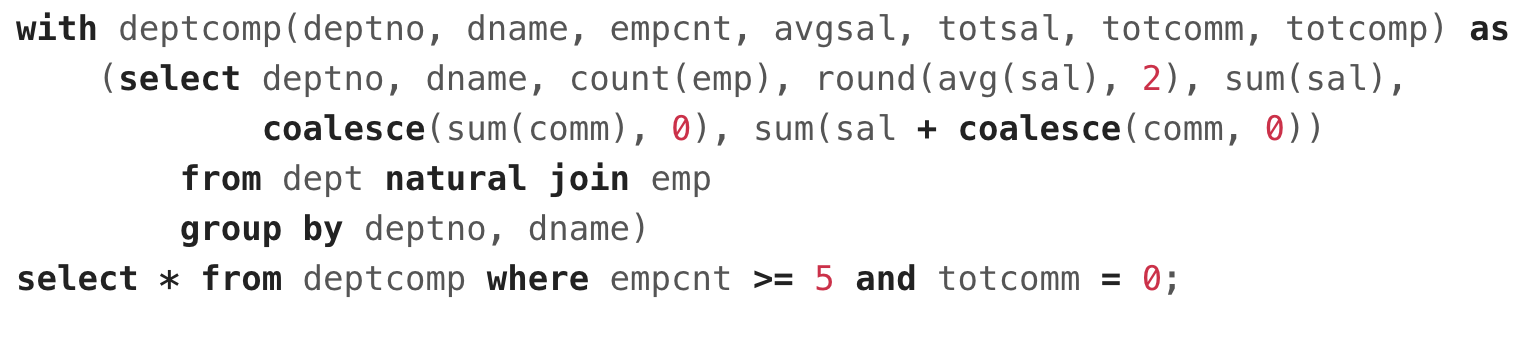 with deptcomp(deptno, dname, empcnt, avgsal, totsal, totcomm, totcomp) as
    (select deptno, dname, count(emp), round(avg(sal), 2), sum(sal),
            coalesce(sum(comm), 0), sum(sal + coalesce(comm, 0))
        from dept natural join emp
        group by deptno, dname)
select * from deptcomp where empcnt >= 5 and totcomm = 0;